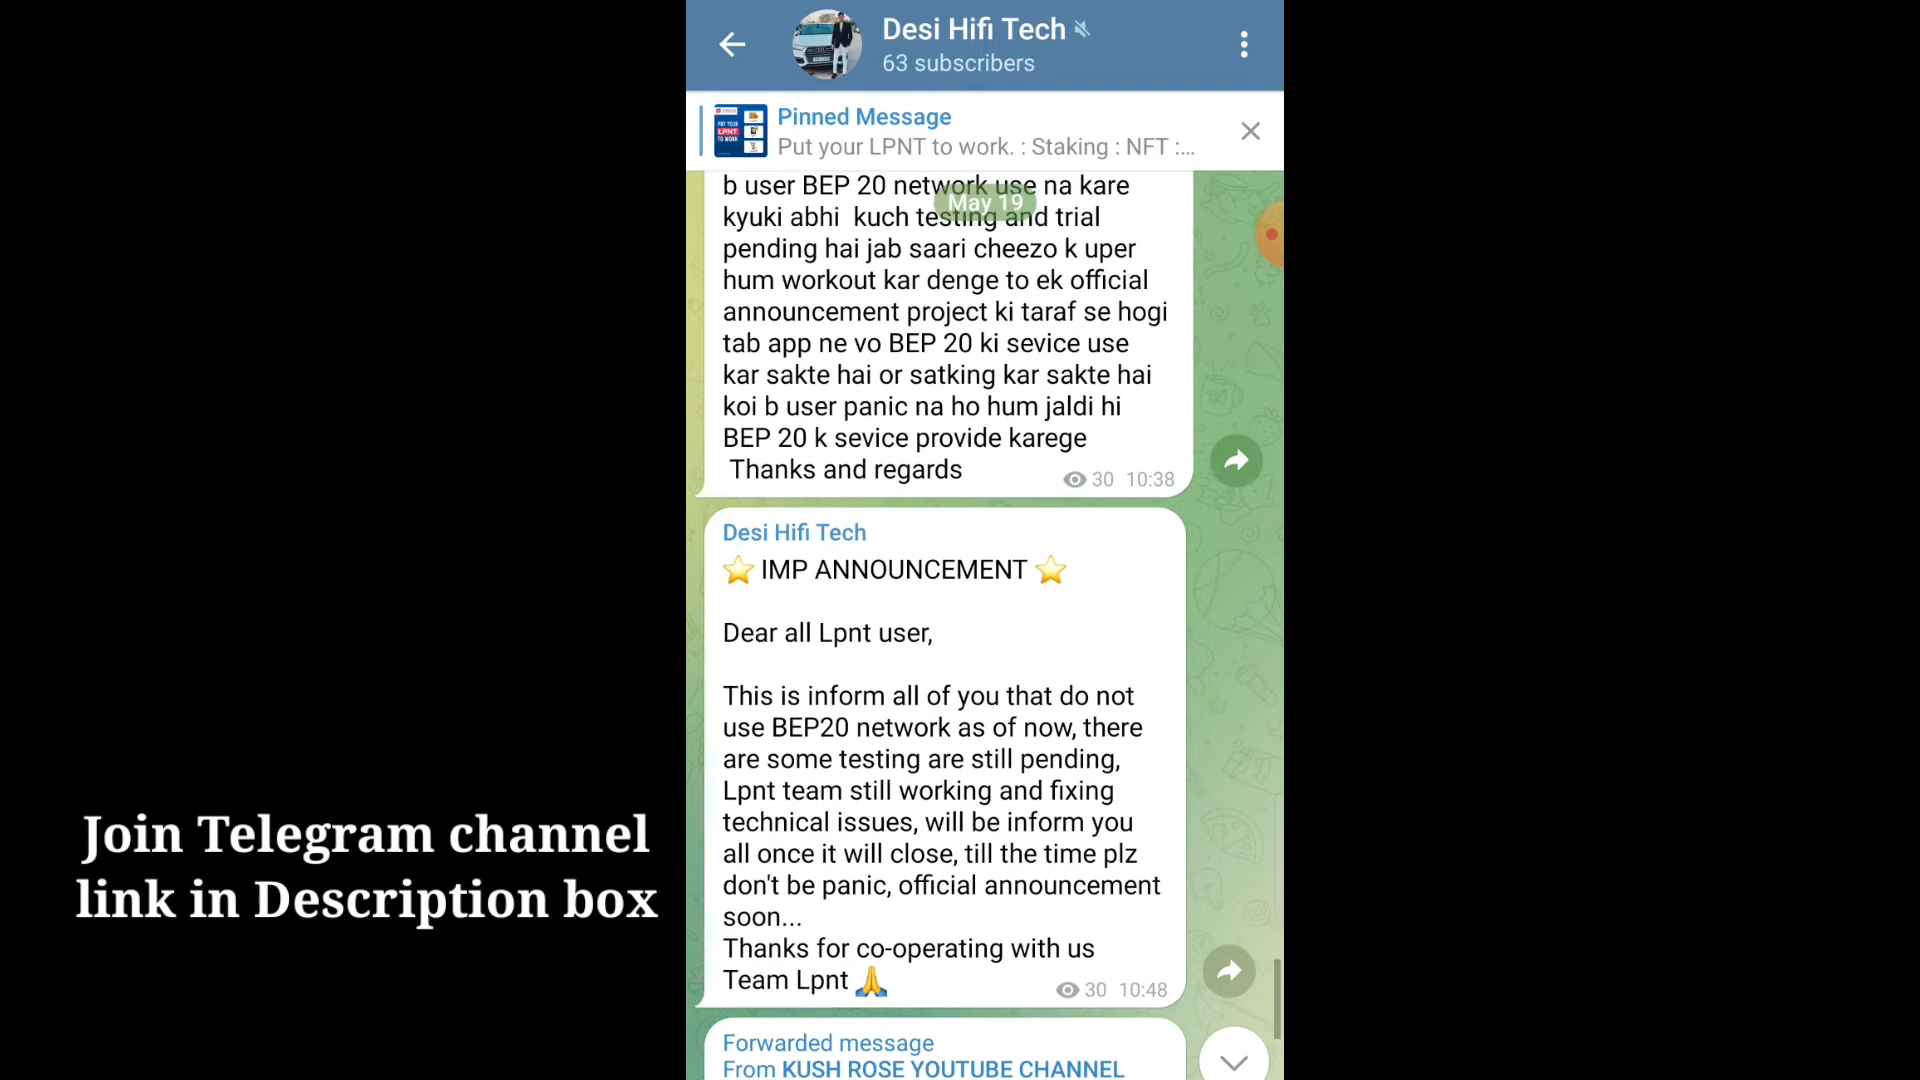 Desi Hifi Tech
63 subscribers
Pinned Message
Put your LPNT to work. : Staking : NFT :...
PUT YOUR
LPNT
TO WORK
b user BEP 20 network use na kare
May 19
kyuki abhi  kuch testing and trial
pending hai jab saari cheezo k uper
hum workout kar denge to ek official
announcement project ki taraf se hogi
tab app ne vo BEP 20 ki sevice use
kar sakte hai or satking kar sakte hai
koi b user panic na ho hum jaldi hi
BEP 20 k sevice provide karege
Thanks and regards
30 10:38
Desi Hifi Tech
⭐ IMP ANNOUNCEMENT ⭐
Dear all Lpnt user,
This is inform all of you that do not
use BEP20 network as of now, there
are some testing are still pending,
Lpnt team still working and fixing
technical issues, will be inform you
all once it will close, till the time plz
don't be panic, official announcement
soon...
Thanks for co-operating with us
Team Lpnt 🙏
30 10:48
Forwarded message
From KUSH ROSE YOUTUBE CHANNEL
Join Telegram channel
link in Description box